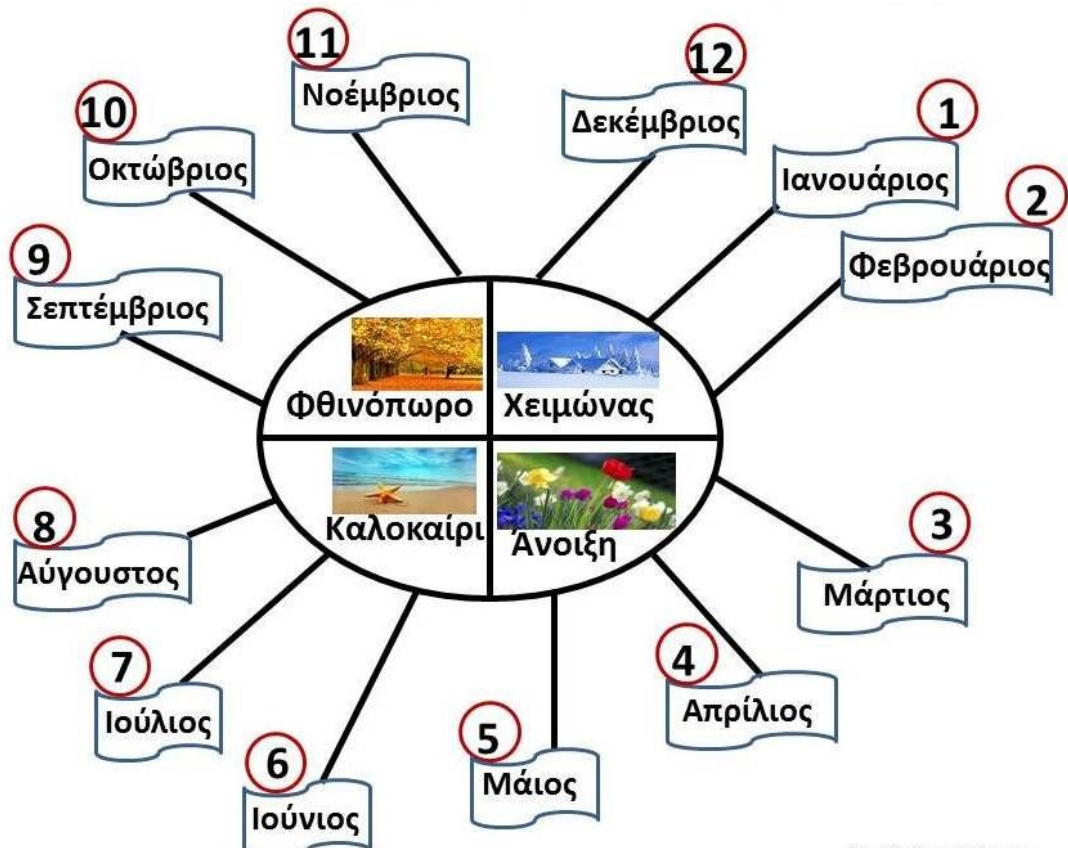 11
Νοέμβριος
12
Δεκέμβριος
10
Οκτώβριος
1
Ιανουάριος
2
Φεβρουάριος
9
Σεπτέμβριος
Φθινόπωρο
Χειμώνας
Καλοκαίρι
Άνοιξη
8
Αύγουστος
3
Μάρτιος
7
Ιούλιος
4
Απρίλιος
6
Ιούνιος
5
Μάιος